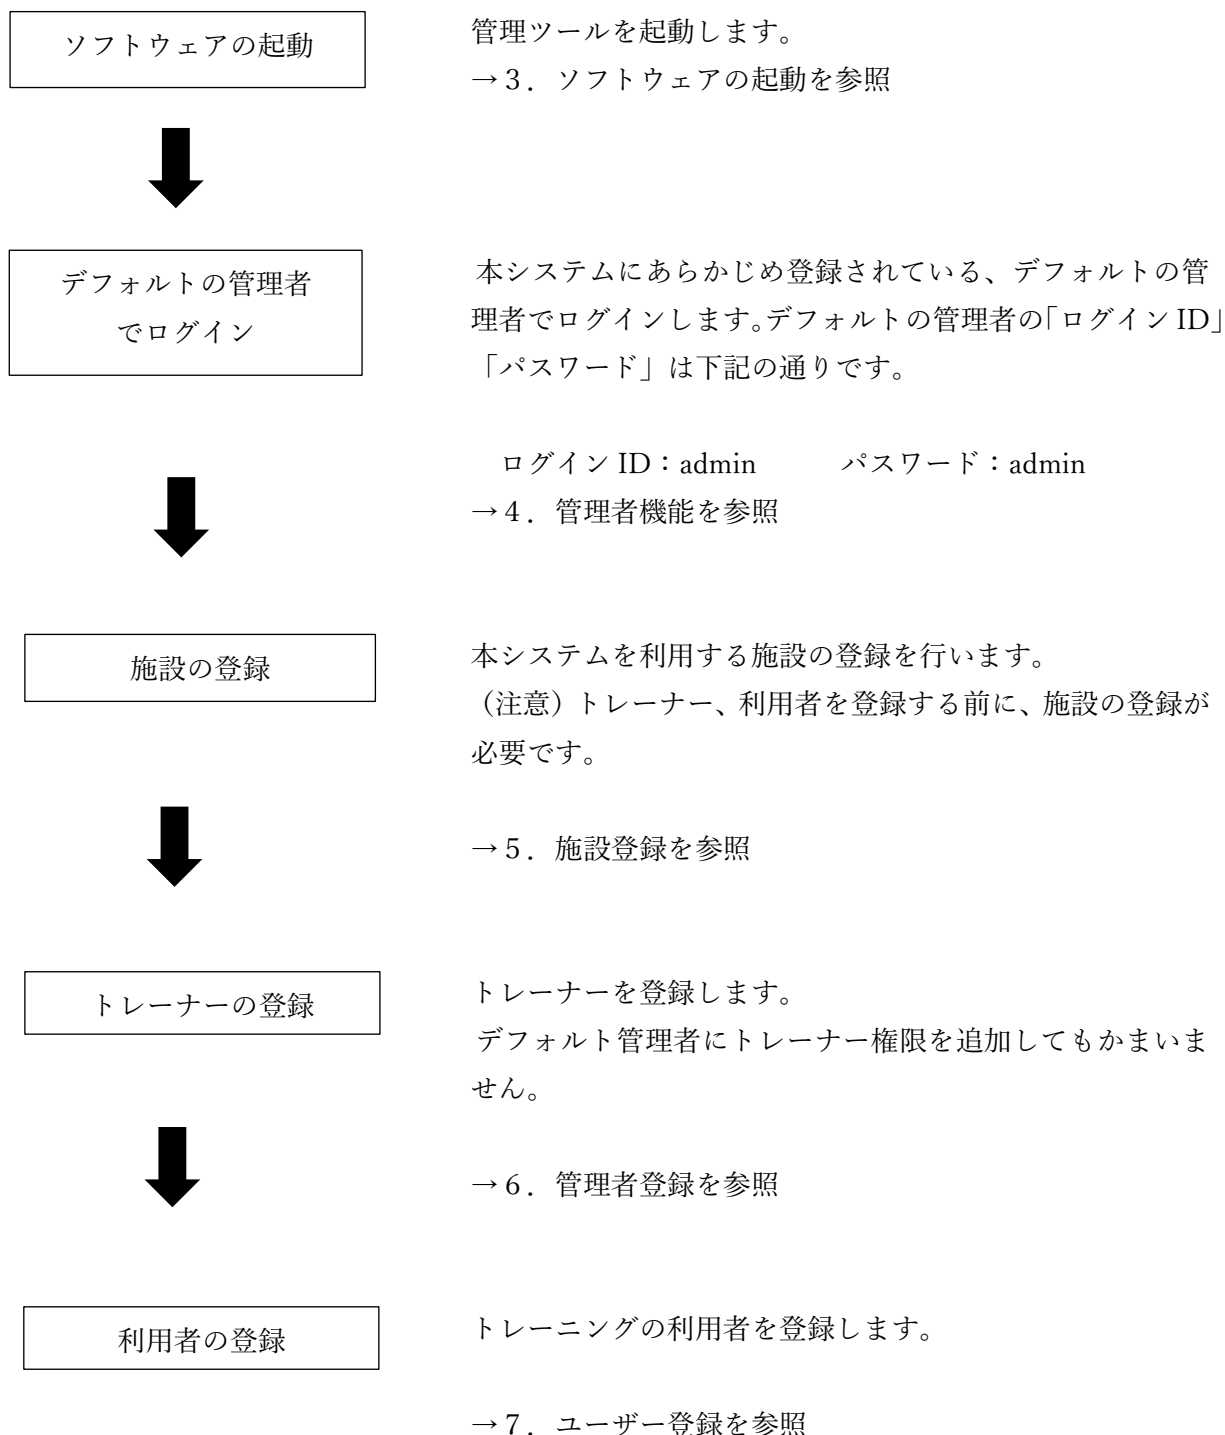 ソフトウェアの起動
管理ツールを起動します。
→３．ソフトウェアの起動を参照
デフォルトの管理者
でログイン
本システムにあらかじめ登録されている、デフォルトの管
理者でログインします。デフォルトの管理者の「ログイン ID」
「パスワード」は下記の通りです。
ログイン ID：admin　　　パスワード：admin
→４．管理者機能を参照
施設の登録
本システムを利用する施設の登録を行います。
（注意）トレーナー、利用者を登録する前に、施設の登録が
必要です。
→５．施設登録を参照
トレーナーの登録
トレーナーを登録します。
デフォルト管理者にトレーナー権限を追加してもかまいま
せん。
→６．管理者登録を参照
利用者の登録
トレーニングの利用者を登録します。
→７．ユーザー登録を参照